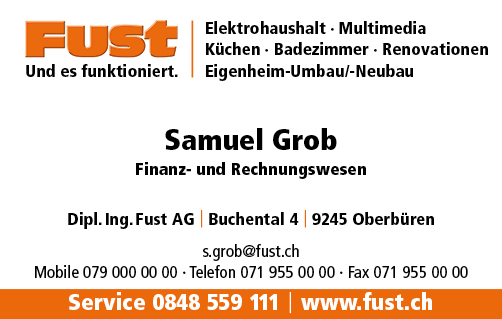 Fust
Und es funktioniert.
Elektrohaushalt · Multimedia
Küchen · Badezimmer · Renovationen
Eigenheim-Umbau/-Neubau
Samuel Grob
Finanz- und Rechnungswesen
Dipl. Ing. Fust AG | Buchental 4 | 9245 Oberbüren
s.grob@fust.ch
Mobile 079 000 00 00 · Telefon 071 955 00 00 · Fax 071 955 00 00
Service 0848 559 111 | www.fust.ch